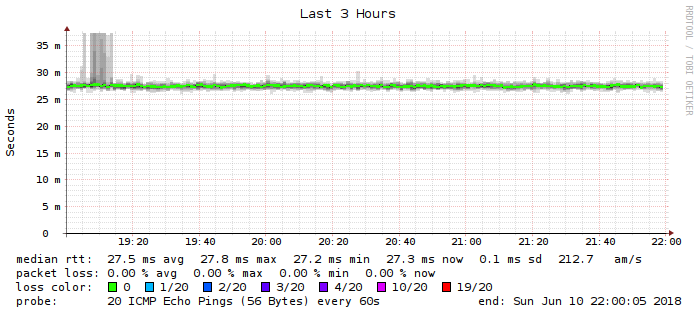 Last 3 Hours
RRDTOOL / TOBI OETIKER
Seconds
35 m
30 m
25 m
20 m
15 m
10 m
5 m
0
19:20 19:40 20:00 20:20 20:40 21:00 21:20 21:40 22:00
median rtt: 27.5 ms avg 27.8 ms max 27.2 ms min 27.3 ms now 0.1 ms sd 212.7 am/s
packet loss: 0.00 % avg 0.00 % max 0.00 % min 0.00 % now
loss color: 0 1/20 2/20 3/20 4/20 10/20 19/20
probe: 20 ICMP Echo Pings (56 Bytes) every 60s end: Sun Jun 10 22:00:05 2018